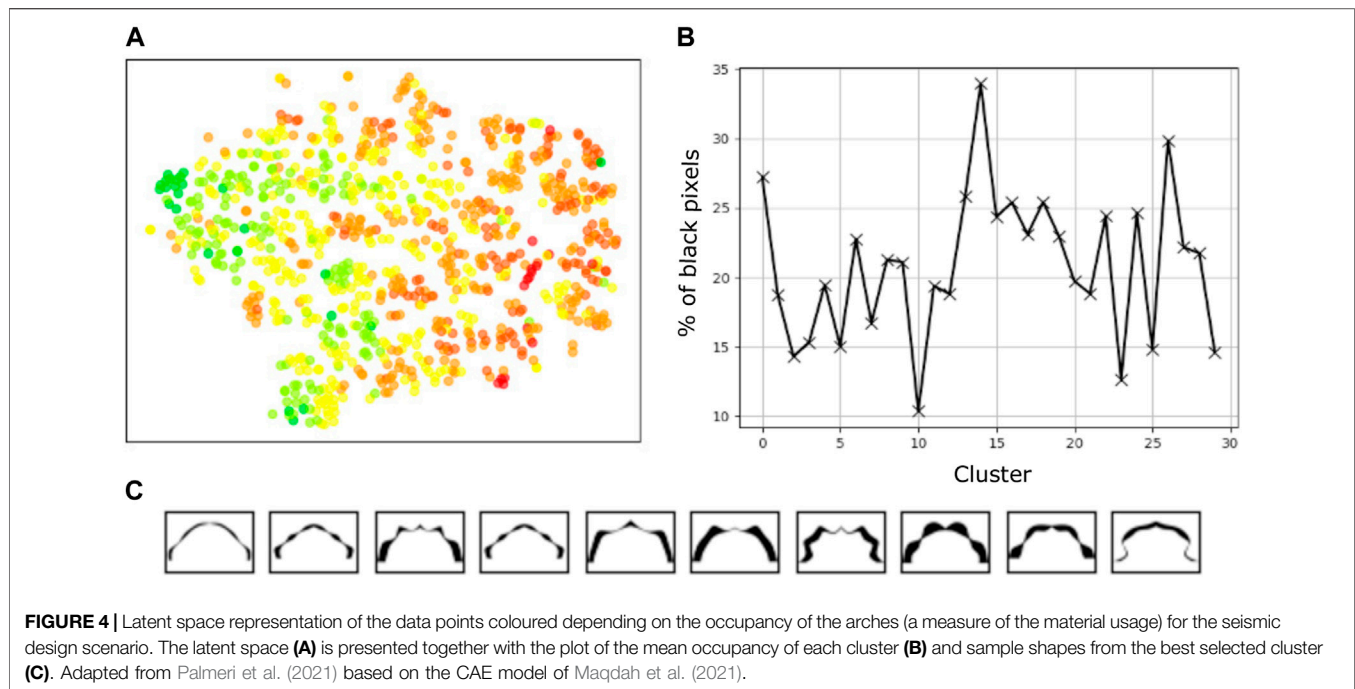 A
B
35
30
25
20
15
10
% of black pixels
0 5 10 15 20 25 30
Cluster
C
FIGURE 4 | Latent space representation of the data points coloured depending on the occupancy of the arches (a measure of the material usage) for the seismic
design scenario. The latent space (A) is presented together with the plot of the mean occupancy of each cluster (B) and sample shapes from the best selected cluster
(C). Adapted from Palmeri et al. (2021) based on the CAE model of Maqdah et al. (2021).